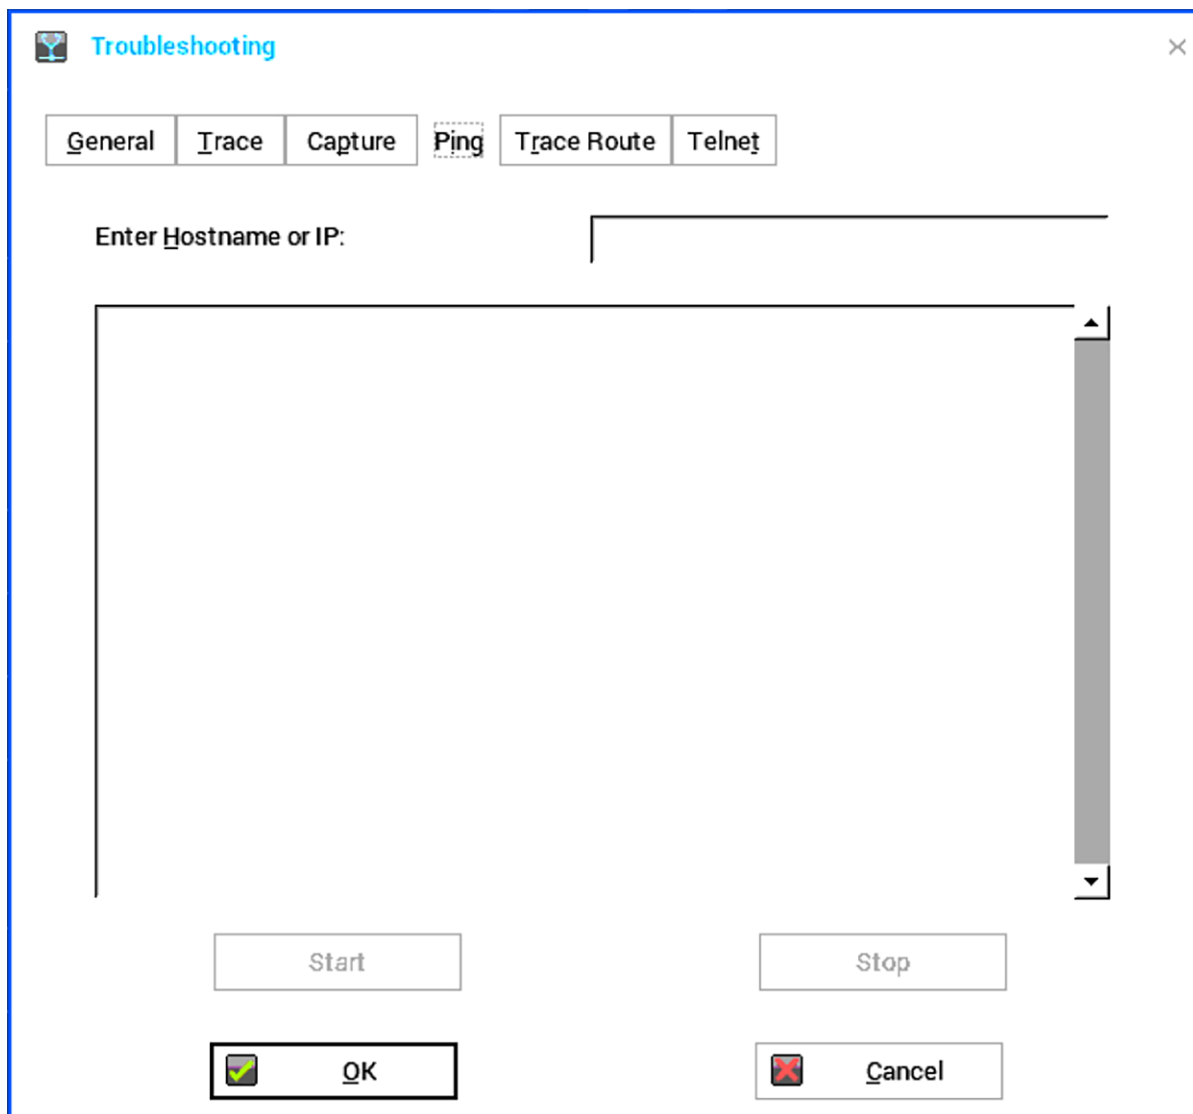 Troubleshooting
General Trace Capture Ping Trace Route Telnet
Enter Hostname or IP:
Start Stop
OK Cancel